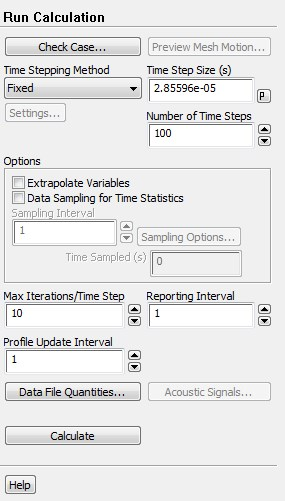 Run Calculation
Check Case... Preview Mesh Motion...
Time Stepping Method Time Step Size (s)
Fixed 2.85596e-05
Settings... Number of Time Steps
100
Options
Extrapolate Variables
Data Sampling for Time Statistics
Sampling Interval
1 Sampling Options...
Time Sampled (s) 0
Max Iterations/Time Step Reporting Interval
10 1
Profile Update Interval
1
Data File Quantities... Acoustic Signals...
Calculate
Help